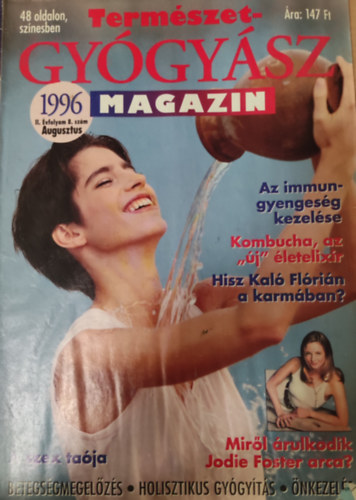 48 oldalon,
színesben
Természet-
Ára: 147 Ft
GYÓGYÁSZ
MAGAZIN
1996
II. Évfolyam 8. szám
Augusztus
Az immun-
gyengeség
kezelése
Kombucha, az
„új” életelixír
Hisz Kaló Flórián
a karmában?
taója
Miről árulkodik
Jodie Foster arca?
BETEGSÉGMEGELŐZÉS • HOLISZTIKUS GYÓGYÍTÁS •